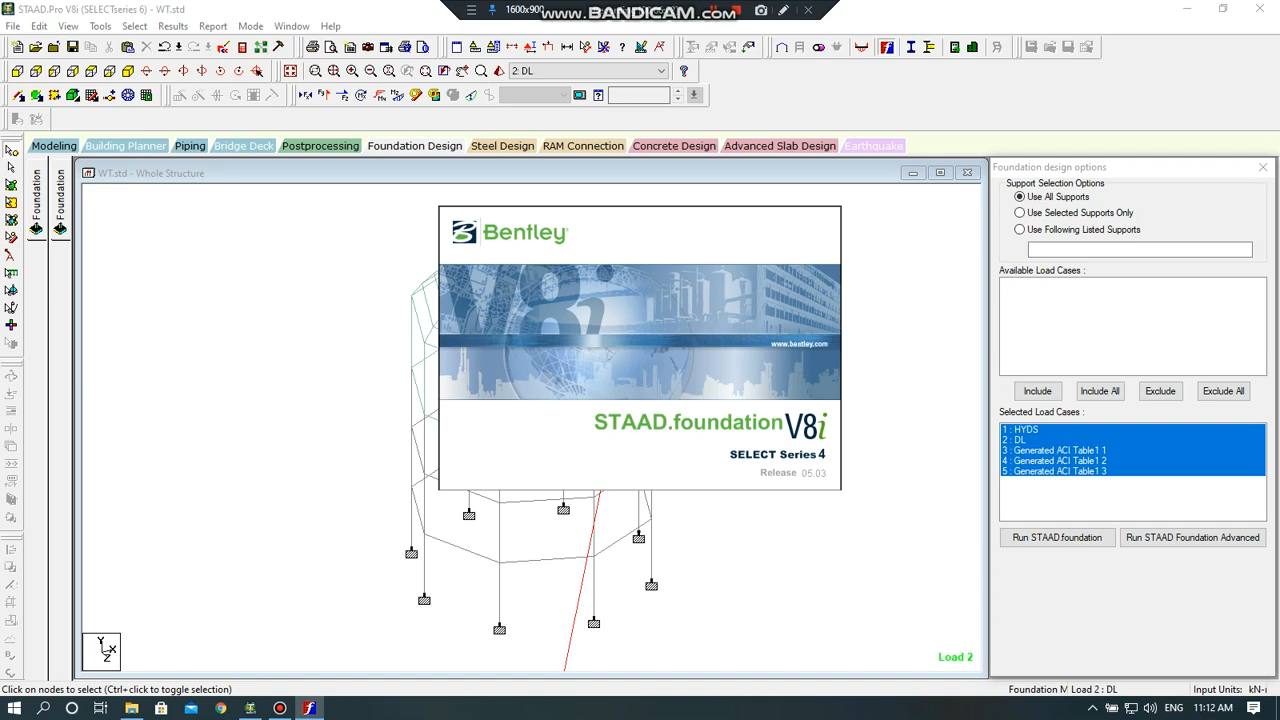 STAAD.Pro V8i (SELECTseries 6) - WT.std
1600x900
www.BANDICAM.com
File Edit View Tools Select Results Report Mode Window Help
2: DL
Modeling Building Planner Piping Bridge Deck Postprocessing Foundation Design Steel Design RAM Connection Concrete Design Advanced Slab Design Earthquake
Foundation
Foundation
WT.std - Whole Structure
Bentley
www.bentley.com
STAAD.foundation V8i
SELECT Series 4
Release 05.03
Y
X
Z
Load 2
Foundation design options
Support Selection Options
Use All Supports
Use Selected Supports Only
Use Following Listed Supports
Available Load Cases :
Include Include All Exclude Exclude All
Selected Load Cases :
1 : HYDS
2 : DL
3 : Generated ACI Table1 1
4 : Generated ACI Table1 2
5 : Generated ACI Table1 3
Run STAAD.foundation Run STAAD Foundation Advanced
Click on nodes to select (Ctrl+click to toggle selection) Foundation M Load 2 : DL Input Units: kN-i
ENG 11:12 AM